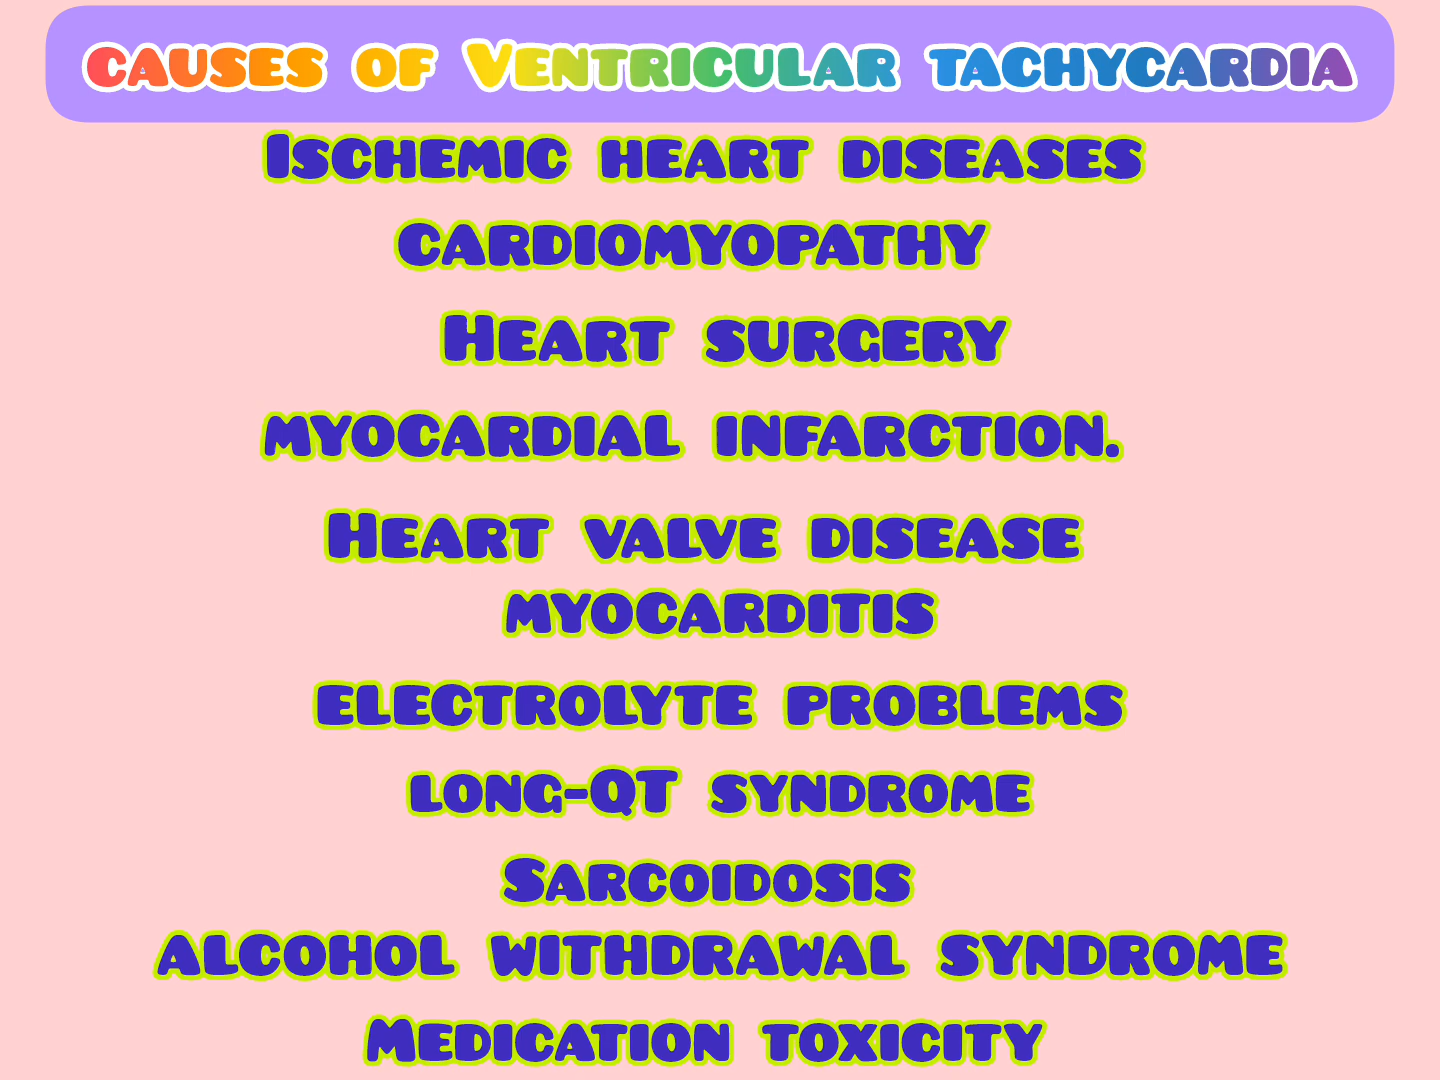 causes of Ventricular tachycardia
Ischemic heart diseases
cardiomyopathy
Heart surgery
myocardial infarction.
Heart valve disease
myocarditis
electrolyte problems
long-QT syndrome
Sarcoidosis
alcohol withdrawal syndrome
Medication toxicity